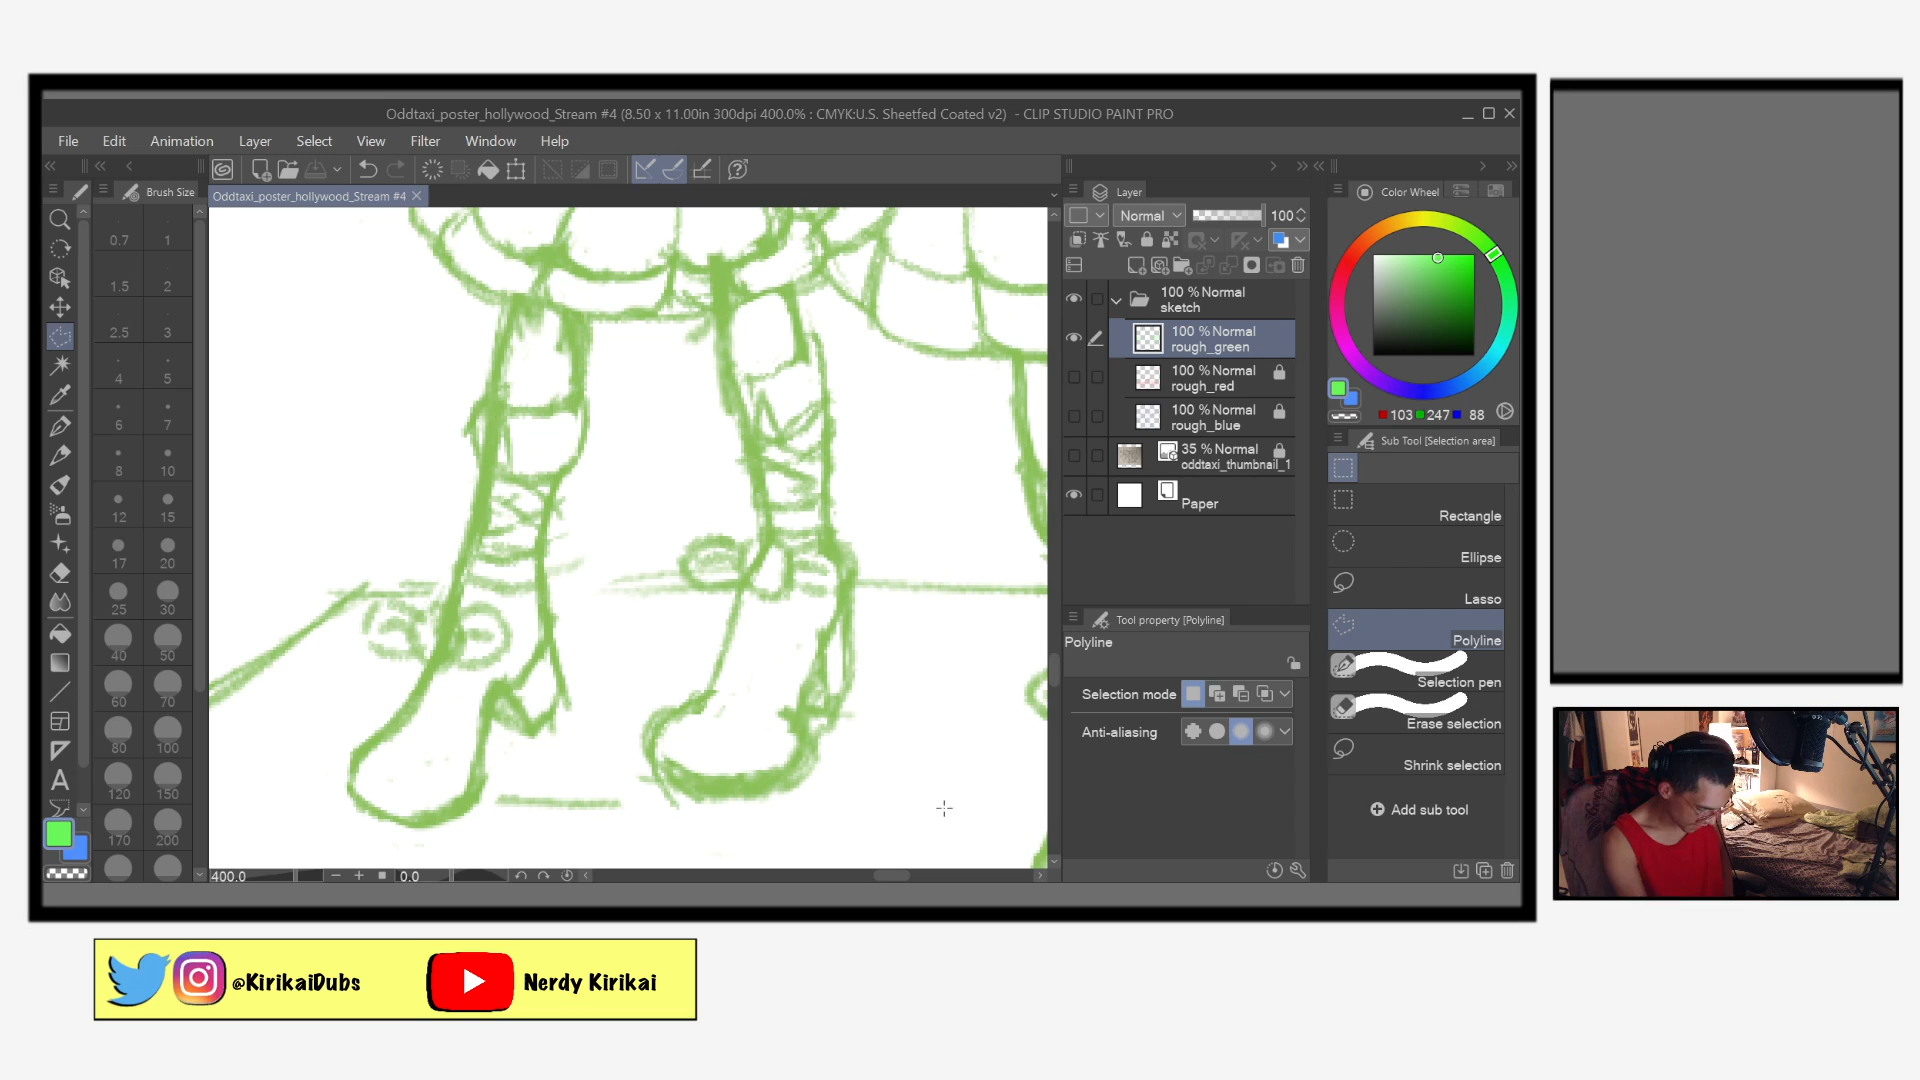 Oddtaxi_poster_hollywood_Stream #4 (8.50 x 11.00in 300dpi 400.0% : CMYK:U.S. Sheetfed Coated v2) - CLIP STUDIO PAINT PRO
File Edit Animation Layer Select View Filter Window Help
Brush Size
Oddtaxi_poster_hollywood_Stream #4
Layer
Color Wheel
Normal 100
0.7 1
1.5 2
2.5 3
4 5
6 7
8 10
12 15
17 20
25 30
40 50
60 70
80 100
120 150
170 200
100 % Normal
sketch
100 % Normal
rough_green
100 % Normal
rough_red
100 % Normal
rough_blue
35 % Normal
oddtaxi_thumbnail_1
Paper
103 247 88
Sub Tool [Selection area]
Rectangle
Ellipse
Lasso
Polyline
Selection pen
Erase selection
Shrink selection
Add sub tool
Tool property [Polyline]
Polyline
Selection mode
Anti-aliasing
400.0 0.0
@KirikaiDubs
Nerdy Kirikai